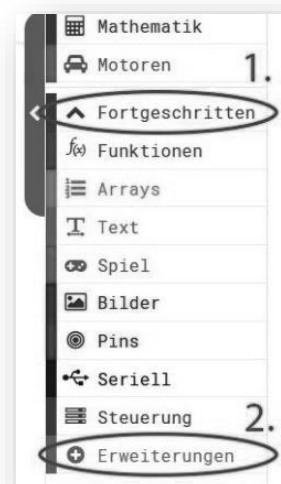 Mathematik
Motoren
1.
Fortgeschritten
f(x) Funktionen
Arrays
T Text
Spiel
Bilder
Pins
Seriell
Steuerung
2.
Erweiterungen